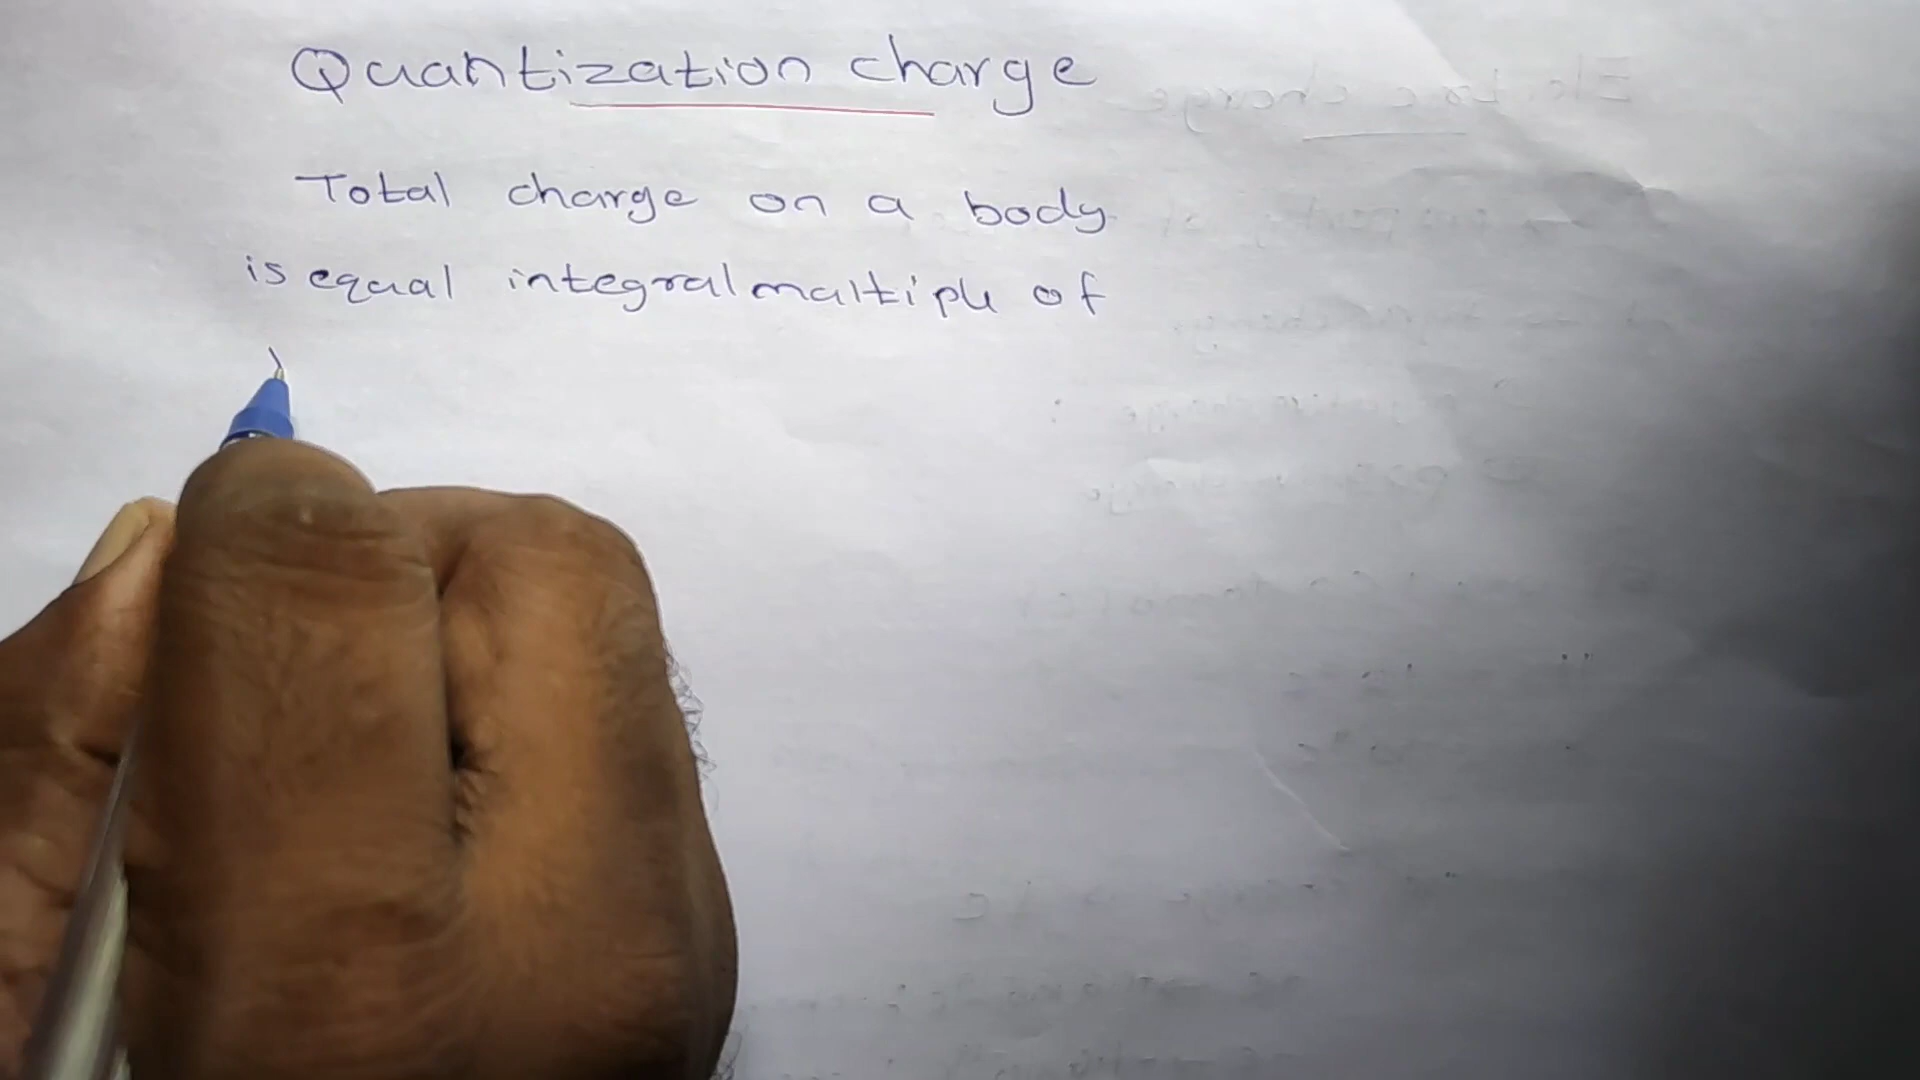 Quantization charge
Total charge on a body
is equal integral multiple of